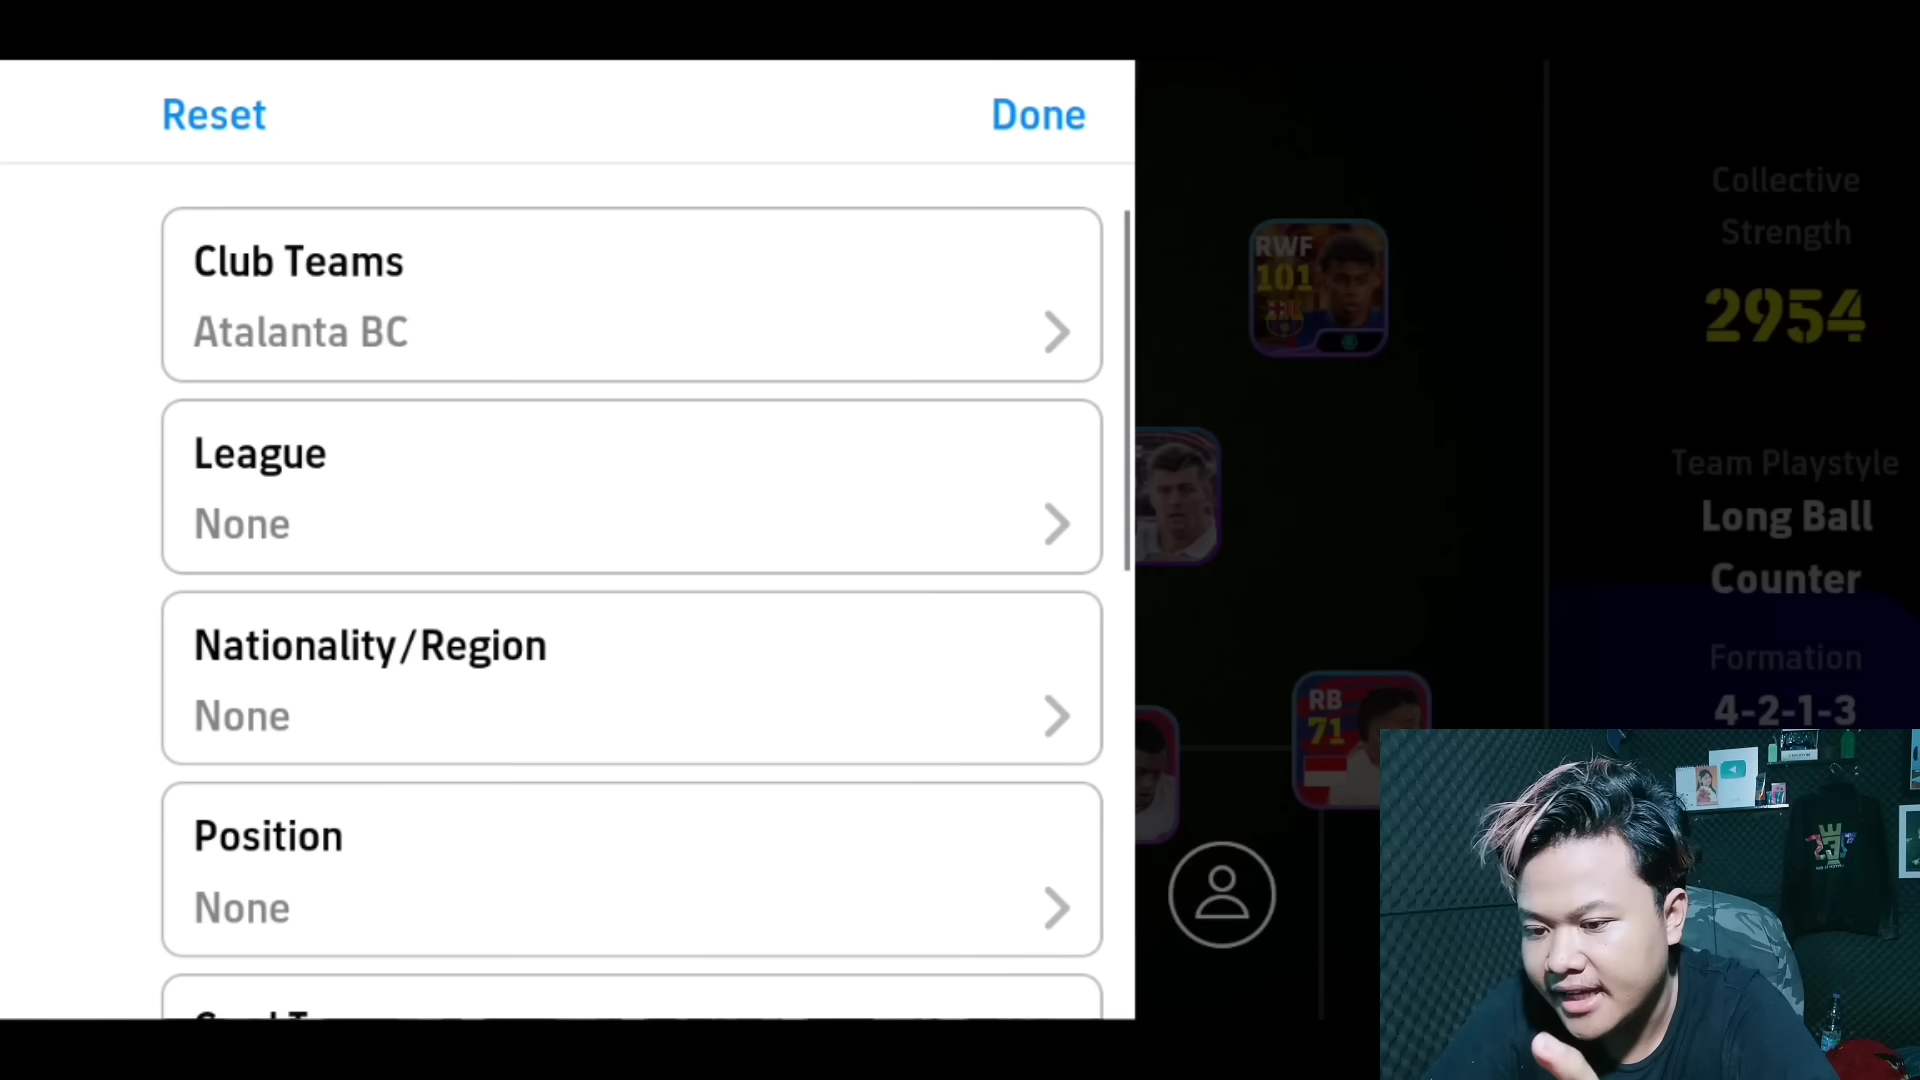 Reset
Done
Club Teams
Atalanta BC
League
None
Nationality/Region
None
Position
None
RWF
101
RB
71
Collective
Strength
2954
Team Playstyle
Long Ball
Counter
Formation
4-2-1-3